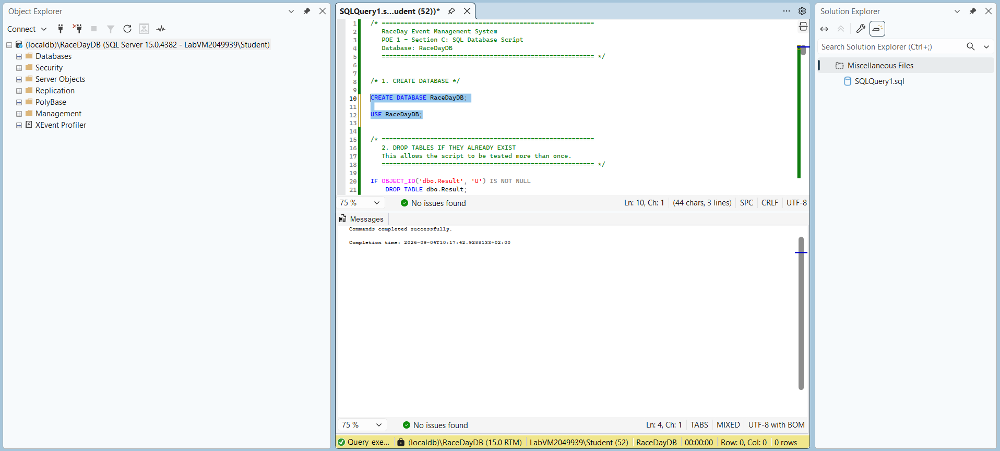 Object Explorer
Connect
(localdb)\RaceDayDB (SQL Server 15.0.4382 - LabVM2049939\Student)
Databases
Security
Server Objects
Replication
PolyBase
Management
XEvent Profiler
SQLQuery1.s...udent (52))*
1 /* =========================================================
2 RaceDay Event Management System
3 POE 1 - Section C: SQL Database Script
4 Database: RaceDayDB
5 ========================================================= */
6
7
8 /* 1. CREATE DATABASE */
9
10 CREATE DATABASE RaceDayDB;
11
12 USE RaceDayDB;
13
14
15 /* =========================================================
16 2. DROP TABLES IF THEY ALREADY EXIST
17 This allows the script to be tested more than once.
18 ========================================================= */
19
20 IF OBJECT_ID('dbo.Result', 'U') IS NOT NULL
21 DROP TABLE dbo.Result;
75 % No issues found Ln: 10, Ch: 1 (44 chars, 3 lines) SPC CRLF UTF-8
Messages
Commands completed successfully.
Completion time: 2026-09-04T10:17:42.9288133+02:00
75 % No issues found Ln: 4, Ch: 1 TABS MIXED UTF-8 with BOM
Query exe... (localdb)\RaceDayDB (15.0 RTM) LabVM2049939\Student (52) RaceDayDB 00:00:00 Row: 0, Col: 0 0 rows
Solution Explorer
Search Solution Explorer (Ctrl+;)
Miscellaneous Files
SQLQuery1.sql